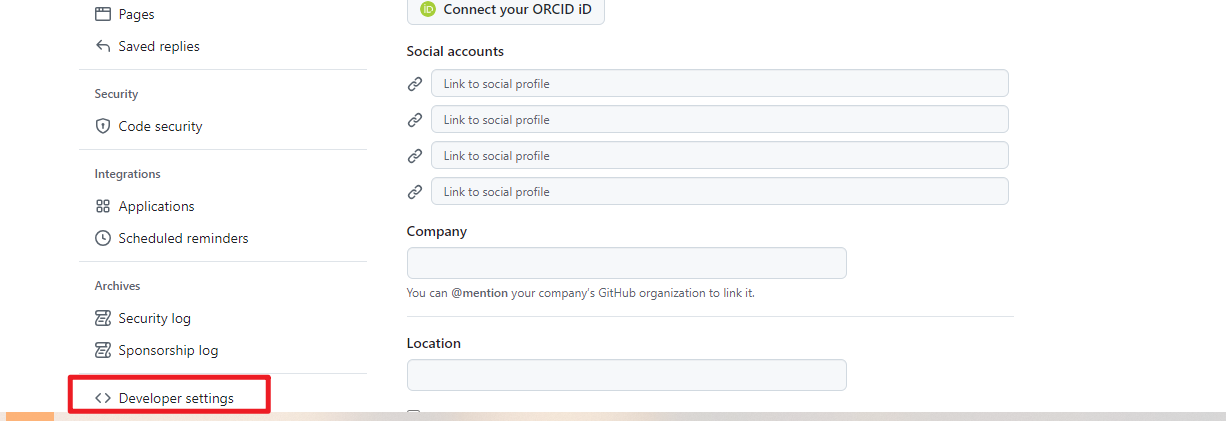 Pages
Saved replies
Security
Code security
Integrations
Applications
Scheduled reminders
Archives
Security log
Sponsorship log
Developer settings
iD Connect your ORCID iD
Social accounts
Link to social profile
Link to social profile
Link to social profile
Link to social profile
Company
You can @mention your company's GitHub organization to link it.
Location